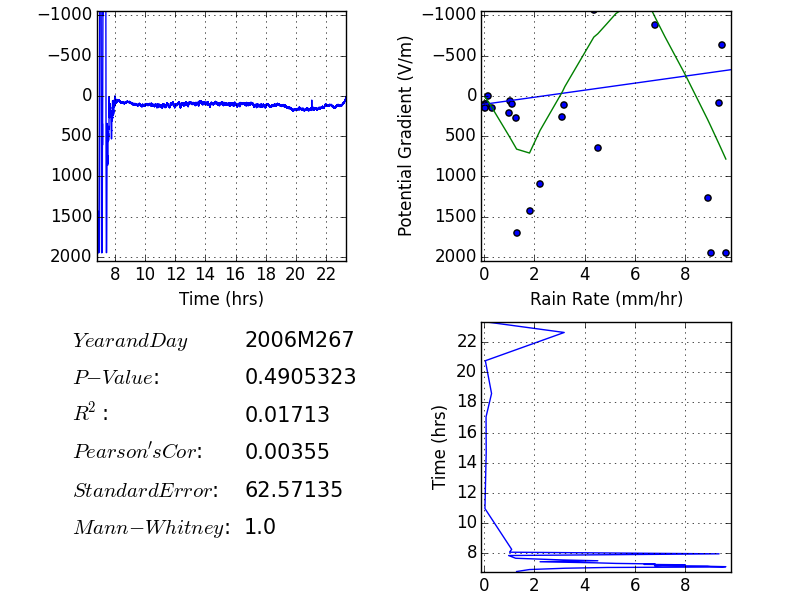 −1000
−500
0
500
1000
1500
2000
8 10 12 14 16 18 20 22
Time (hrs)
Potential Gradient (V/m)
−1000
−500
0
500
1000
1500
2000
0 2 4 6 8
Rain Rate (mm/hr)
YearandDay 2006M267
P−Value: 0.4905323
R²: 0.01713
Pearson'sCor: 0.00355
StandardError: 62.57135
Mann−Whitney: 1.0
Time (hrs)
22
20
18
16
14
12
10
8
0 2 4 6 8